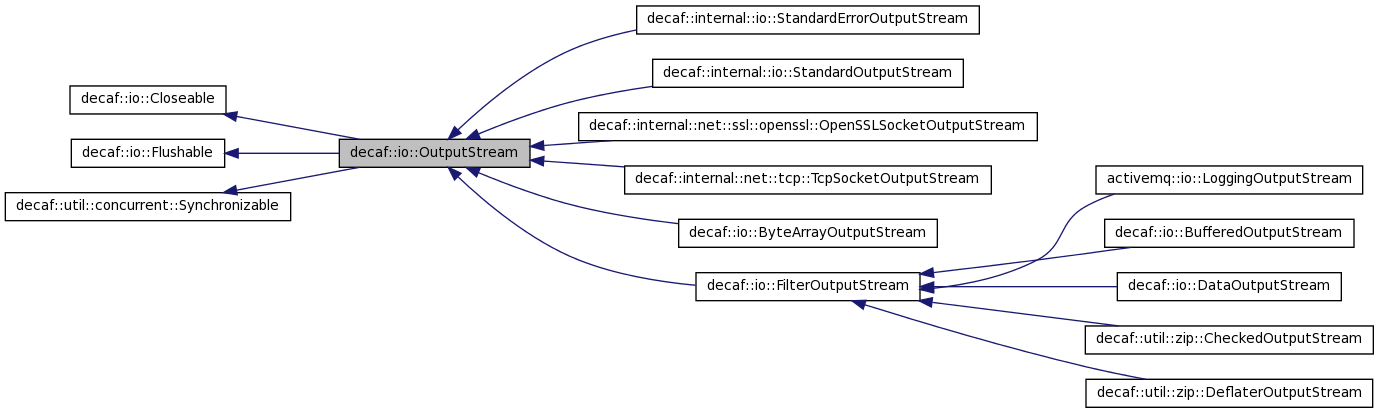 decaf::internal::io::StandardErrorOutputStream
decaf::internal::io::StandardOutputStream
decaf::io::Closeable
decaf::internal::net::ssl::openssl::OpenSSLSocketOutputStream
decaf::io::Flushable
decaf::io::OutputStream
decaf::internal::net::tcp::TcpSocketOutputStream
activemq::io::LoggingOutputStream
decaf::util::concurrent::Synchronizable
decaf::io::ByteArrayOutputStream
decaf::io::BufferedOutputStream
decaf::io::FilterOutputStream
decaf::io::DataOutputStream
decaf::util::zip::CheckedOutputStream
decaf::util::zip::DeflaterOutputStream